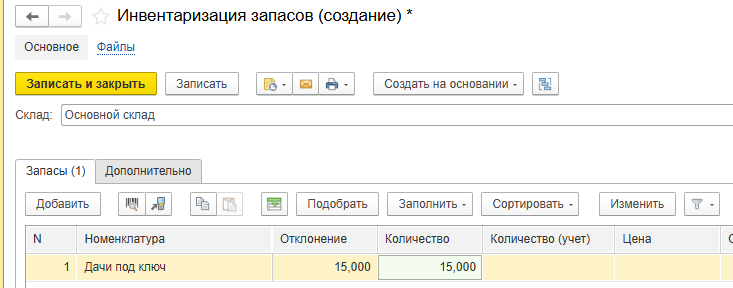 Инвентаризация запасов (создание) *
Основное Файлы
Записать и закрыть Записать Создать на основании
Склад: Основной склад
Запасы (1) Дополнительно
Добавить Подобрать Заполнить Сортировать Изменить
N Номенклатура Отклонение Количество Количество (учет) Цена
1 Дачи под ключ 15,000 15,000